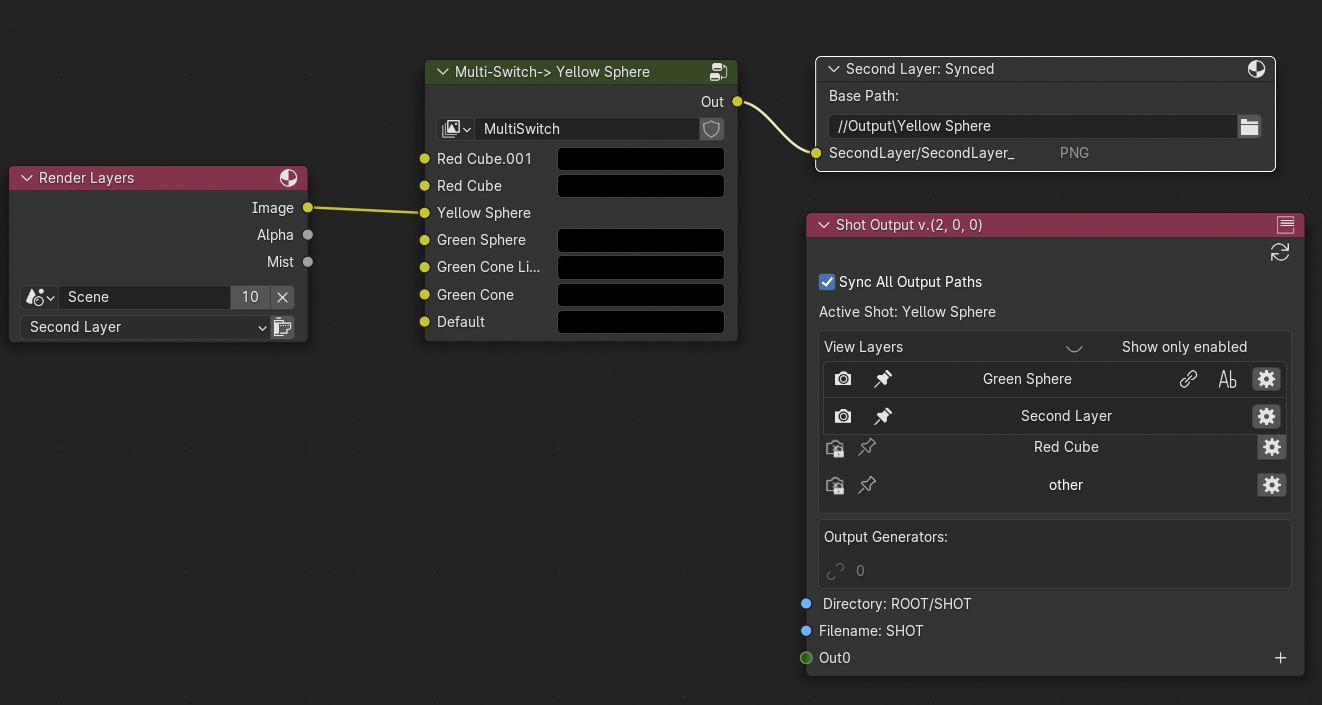 Render Layers
Image
Alpha
Mist
Scene
10
Second Layer
Multi-Switch-> Yellow Sphere
Out
MultiSwitch
Red Cube.001
Red Cube
Yellow Sphere
Green Sphere
Green Cone Li...
Green Cone
Default
Second Layer: Synced
Base Path:
//Output\Yellow Sphere
SecondLayer/SecondLayer_ PNG
Shot Output v.(2, 0, 0)
Sync All Output Paths
Active Shot: Yellow Sphere
View Layers Show only enabled
Green Sphere Ab
Second Layer
Red Cube
other
Output Generators:
0
Directory: ROOT/SHOT
Filename: SHOT
Out0